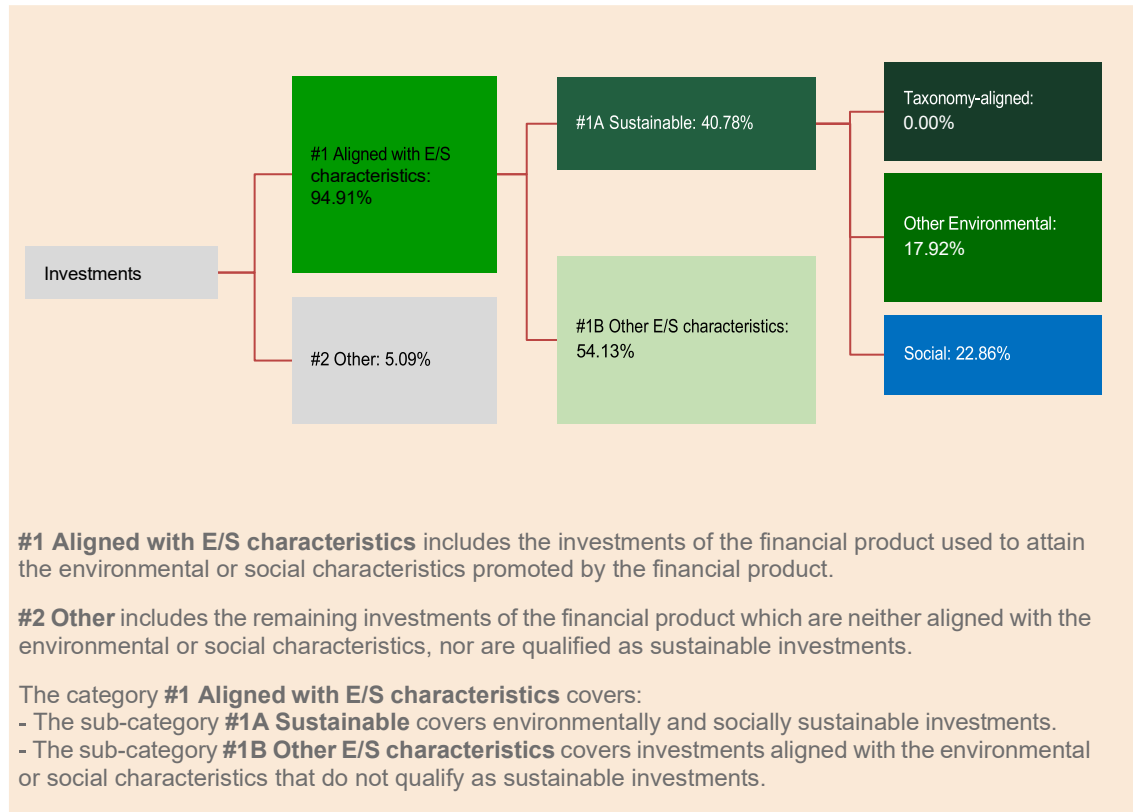 Investments
#1 Aligned with E/S
characteristics:
94.91%
#2 Other: 5.09%
#1A Sustainable: 40.78%
#1B Other E/S characteristics:
54.13%
Taxonomy-aligned:
0.00%
Other Environmental:
17.92%
Social: 22.86%
#1 Aligned with E/S characteristics includes the investments of the financial product used to attain
the environmental or social characteristics promoted by the financial product.
#2 Other includes the remaining investments of the financial product which are neither aligned with the
environmental or social characteristics, nor are qualified as sustainable investments.
The category #1 Aligned with E/S characteristics covers:
- The sub-category #1A Sustainable covers environmentally and socially sustainable investments.
- The sub-category #1B Other E/S characteristics covers investments aligned with the environmental
or social characteristics that do not qualify as sustainable investments.